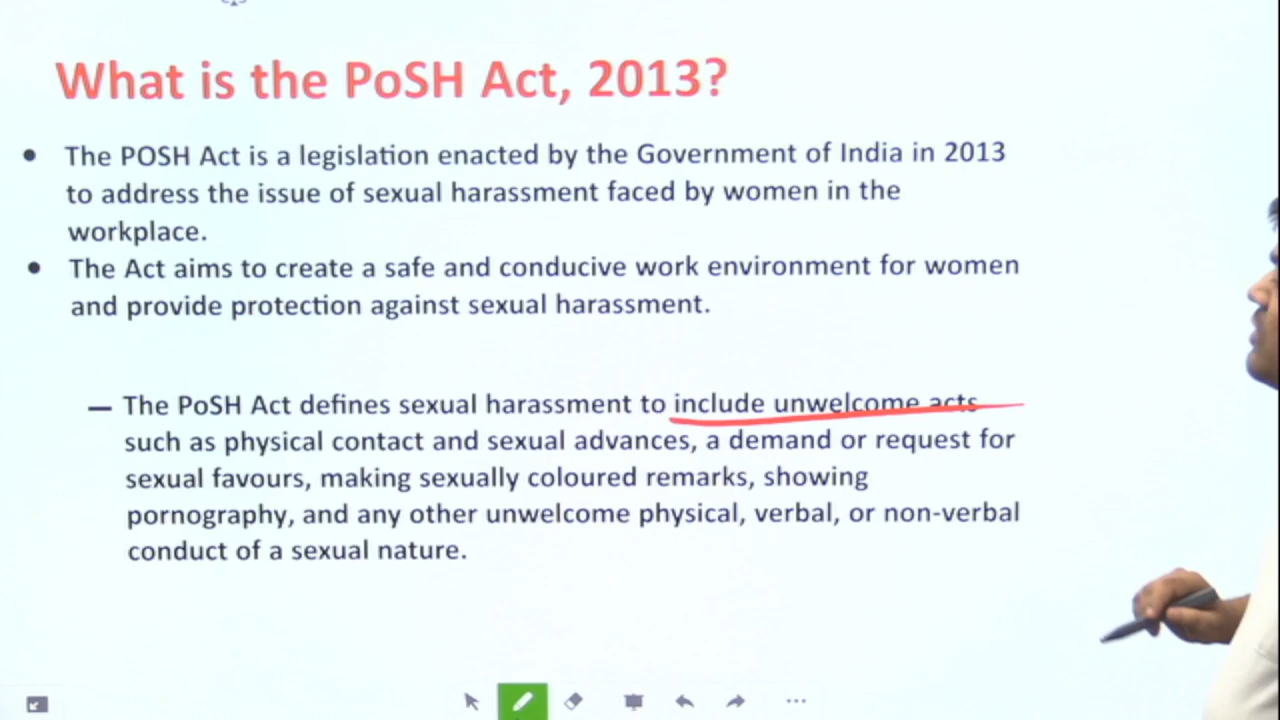 What is the PoSH Act, 2013?
• The POSH Act is a legislation enacted by the Government of India in 2013
to address the issue of sexual harassment faced by women in the
workplace.
• The Act aims to create a safe and conducive work environment for women
and provide protection against sexual harassment.
— The PoSH Act defines sexual harassment to include unwelcome acts
such as physical contact and sexual advances, a demand or request for
sexual favours, making sexually coloured remarks, showing
pornography, and any other unwelcome physical, verbal, or non-verbal
conduct of a sexual nature.